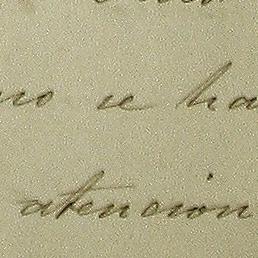 no se ha
atencion